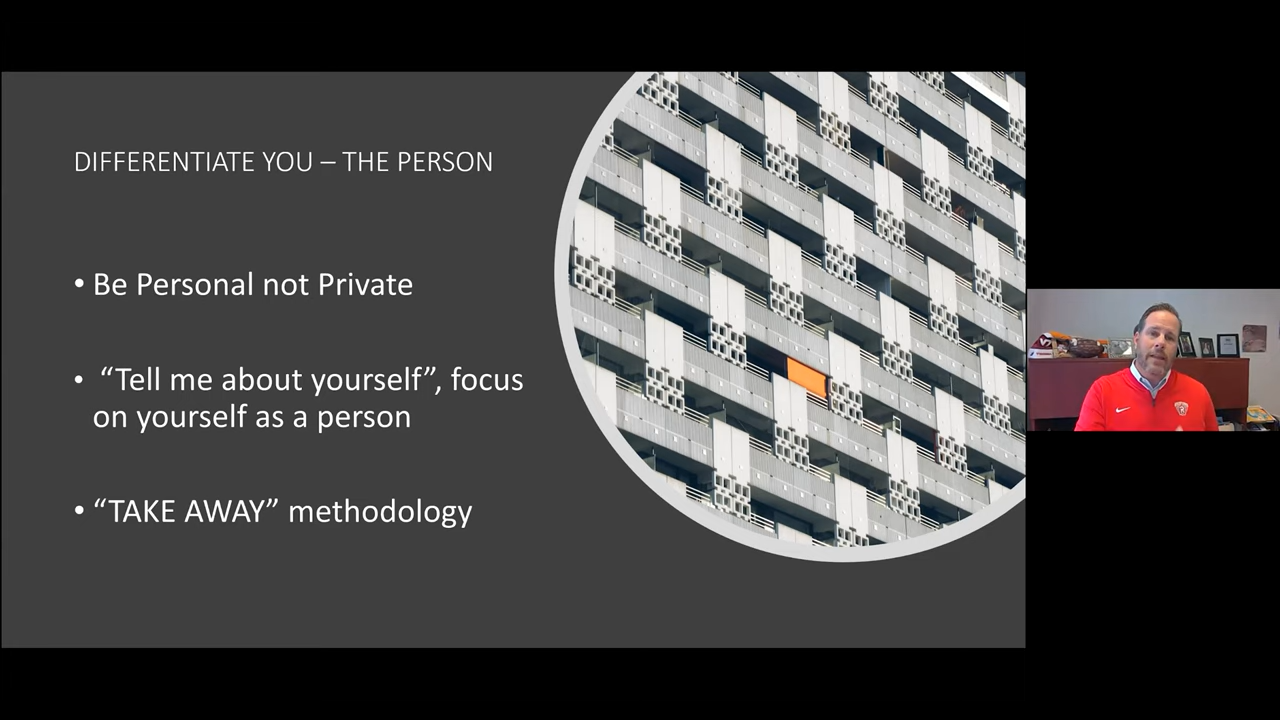 DIFFERENTIATE YOU – THE PERSON
• Be Personal not Private
• “Tell me about yourself”, focus
on yourself as a person
• “TAKE AWAY” methodology